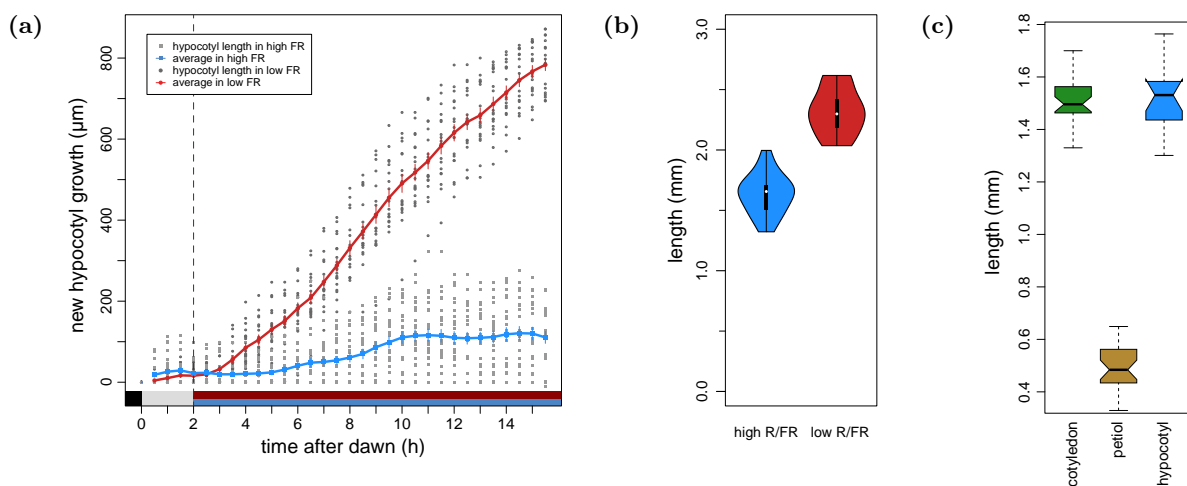 (a)
new hypocotyl growth (μm)
800
600
400
200
0
hypocotyl length in high FR
average in high FR
hypocotyl length in low FR
average in low FR
0 2 4 6 8 10 12 14
time after dawn (h)
(b)
length (mm)
3.0
2.0
1.0
0.0
high R/FR low R/FR
(c)
length (mm)
1.8
1.6
1.4
1.2
1.0
1.8
1.6
0.4
cotyledon
petiol
hypocotyl